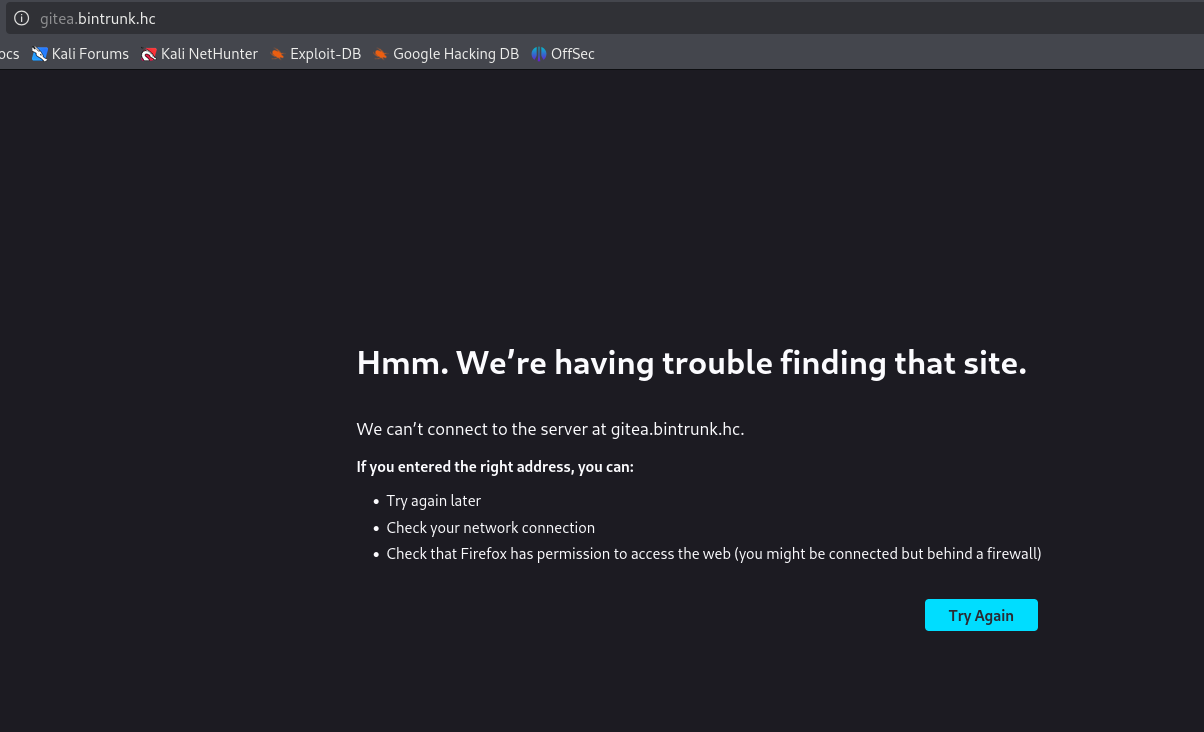 gitea.bintrunk.hc
ocs Kali Forums Kali NetHunter Exploit-DB Google Hacking DB OffSec
Hmm. We’re having trouble finding that site.
We can’t connect to the server at gitea.bintrunk.hc.
If you entered the right address, you can:
• Try again later
• Check your network connection
• Check that Firefox has permission to access the web (you might be connected but behind a firewall)
Try Again